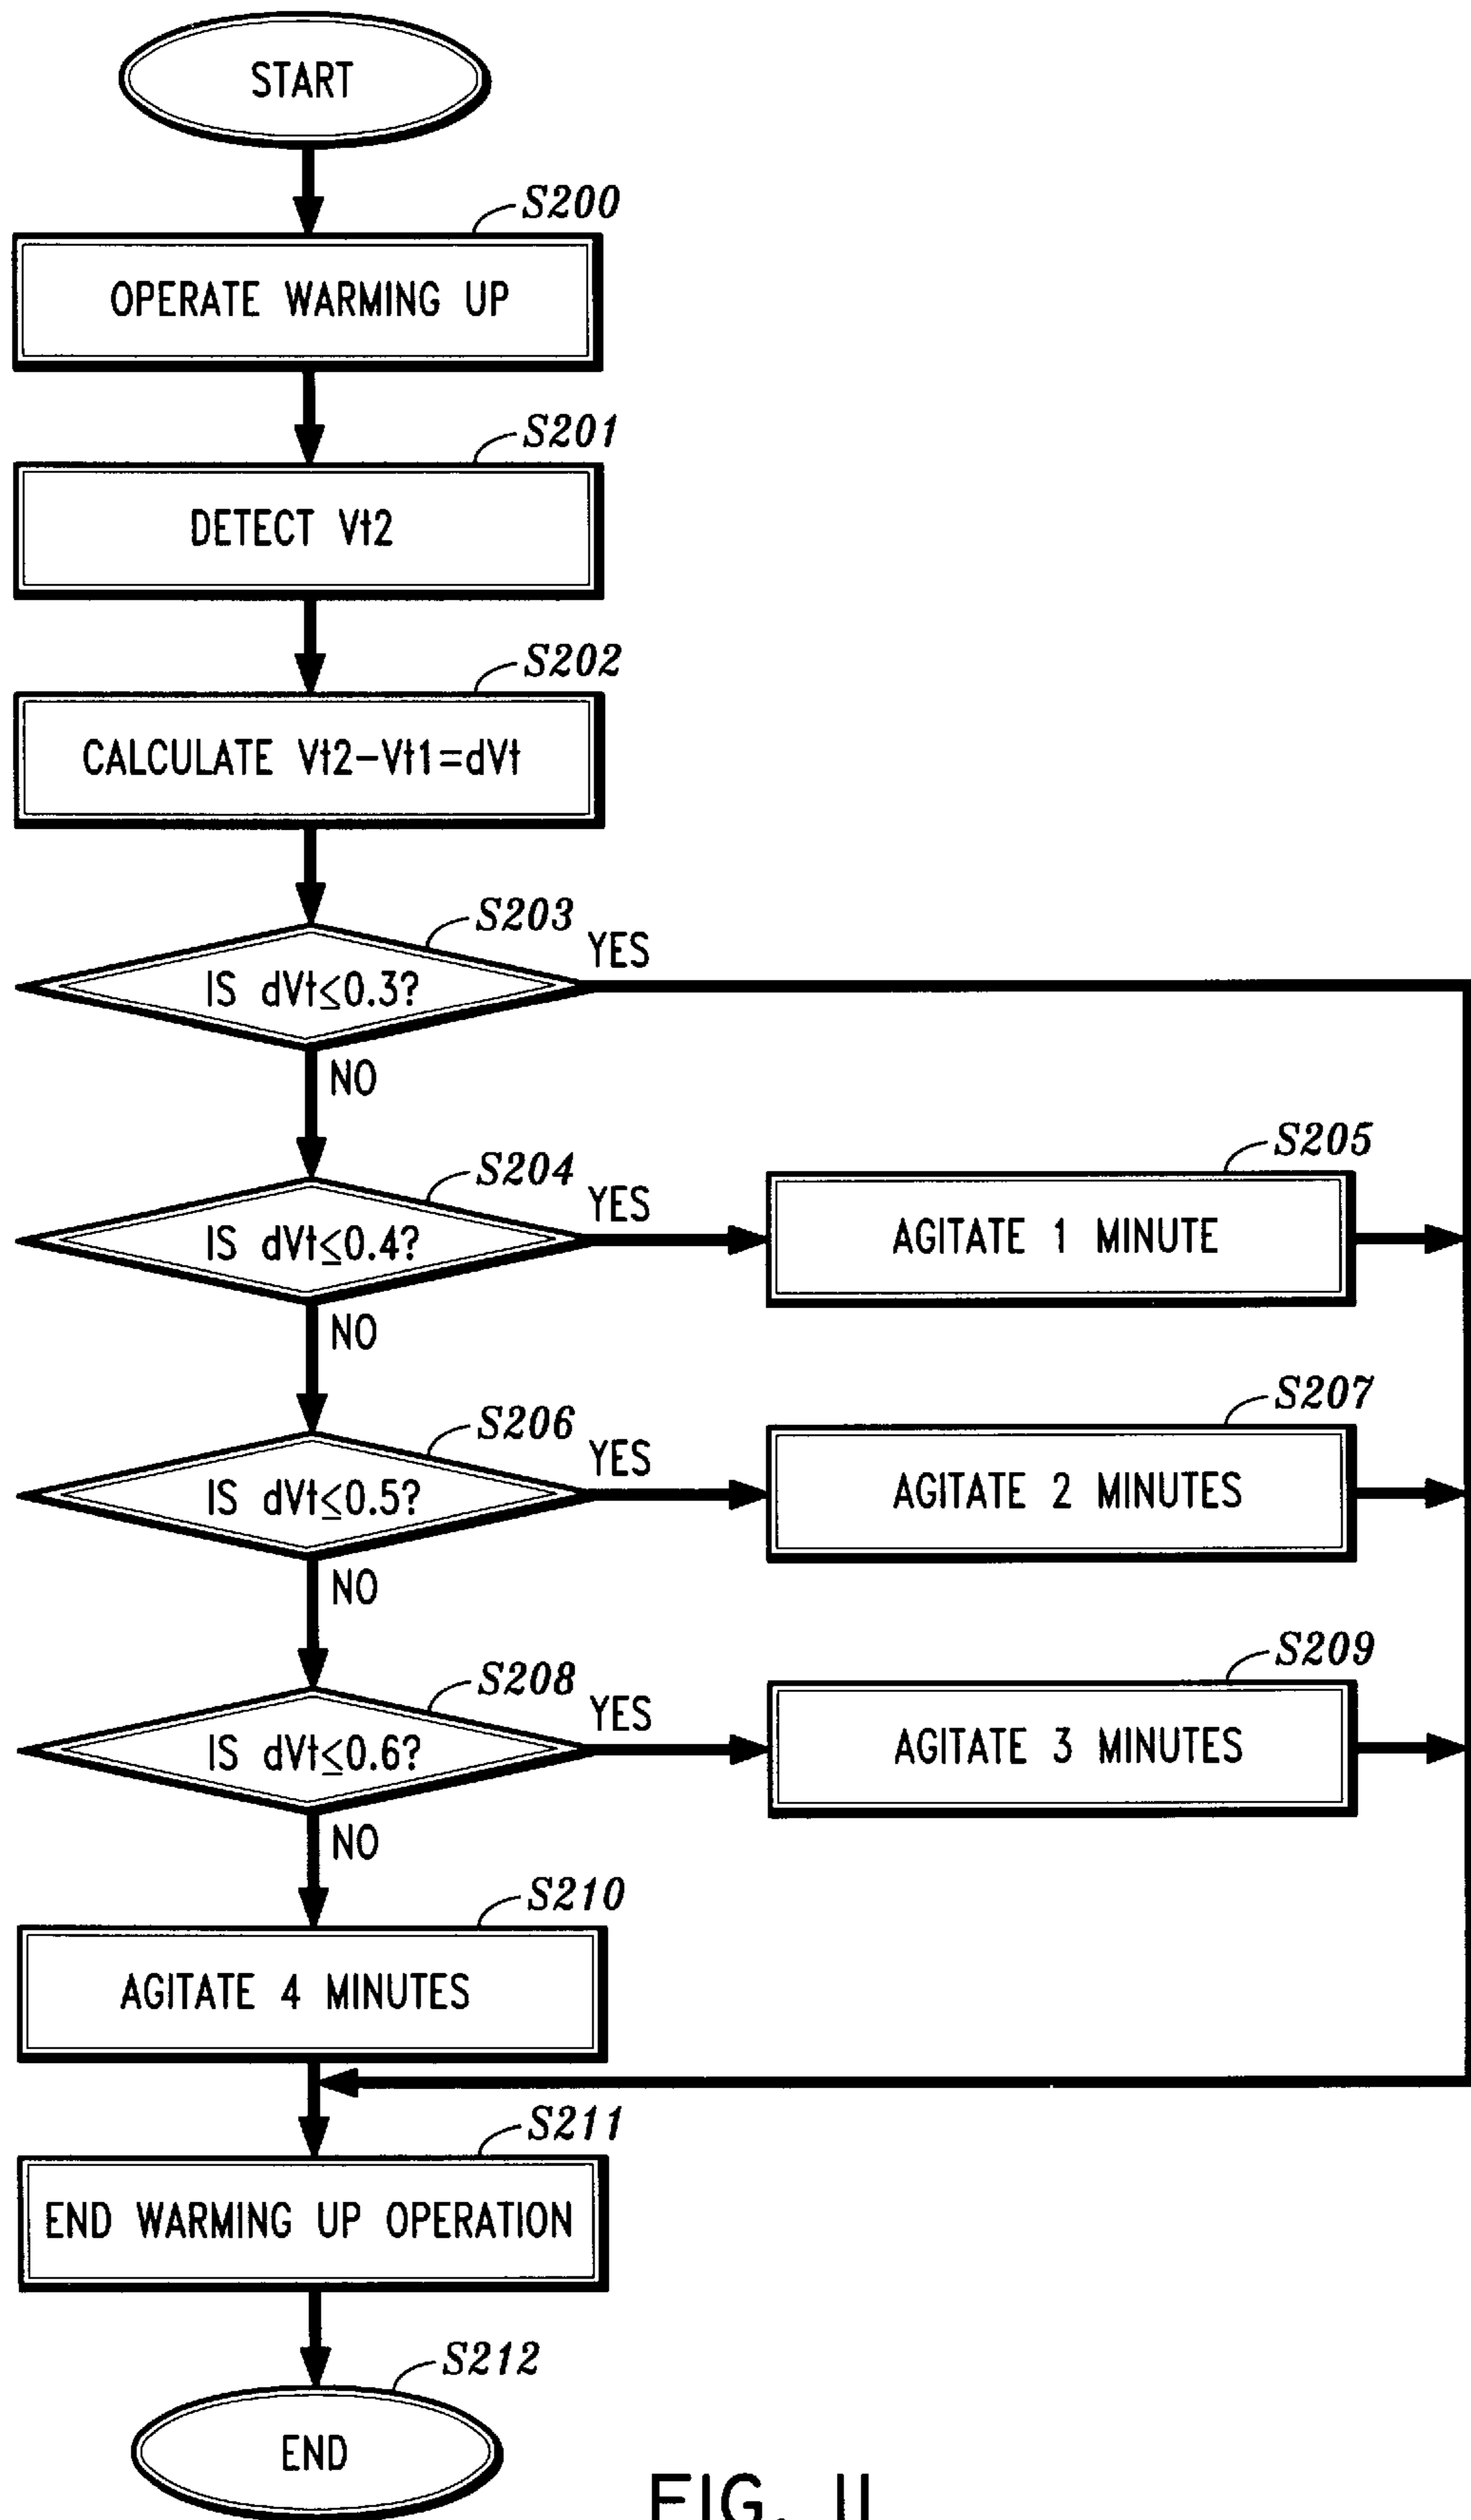 START
S200
OPERATE WARMING UP
S201
DETECT Vt2
S202
CALCULATE Vt2-Vt1=dVt
S203
IS dVt≤0.3?
YES
NO
S204
IS dVt≤0.4?
YES
S205
AGITATE 1 MINUTE
NO
S206
IS dVt≤0.5?
YES
S207
AGITATE 2 MINUTES
NO
S208
IS dVt≤0.6?
YES
S209
AGITATE 3 MINUTES
NO
S210
AGITATE 4 MINUTES
S211
END WARMING UP OPERATION
S212
END
FIG. 11